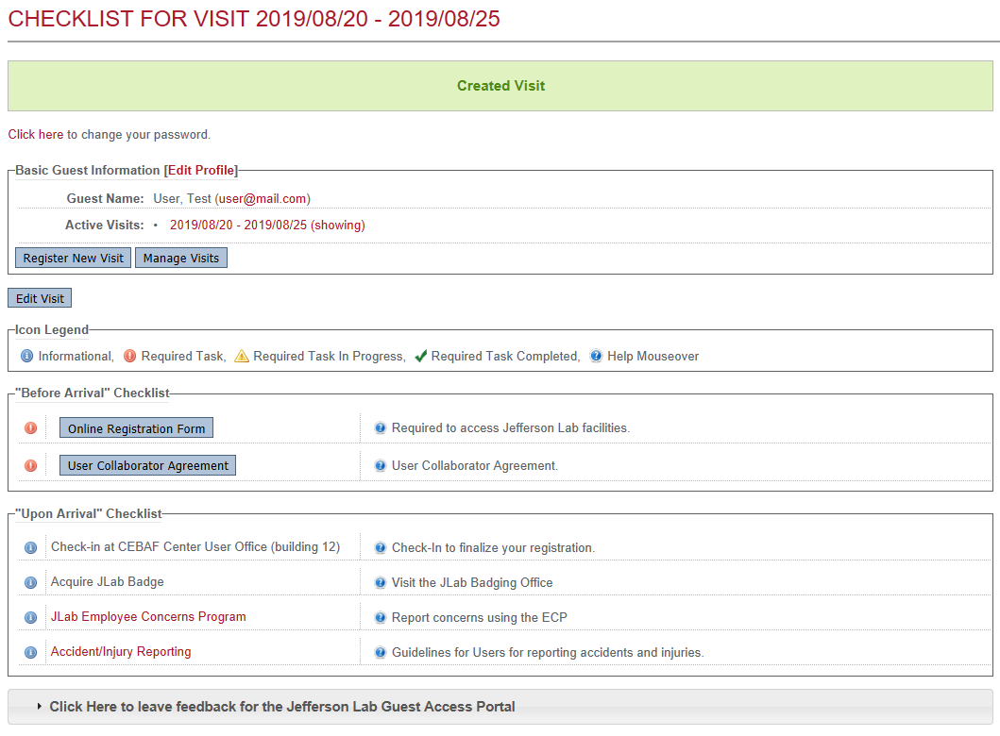 CHECKLIST FOR VISIT 2019/08/20 - 2019/08/25
Created Visit
Click here to change your password.
Basic Guest Information [Edit Profile]
Guest Name: User, Test (user@mail.com)
Active Visits: • 2019/08/20 - 2019/08/25 (showing)
Register New Visit Manage Visits
Edit Visit
Icon Legend
Informational, Required Task, Required Task In Progress, Required Task Completed, Help Mouseover
"Before Arrival" Checklist
Online Registration Form Required to access Jefferson Lab facilities.
User Collaborator Agreement User Collaborator Agreement.
"Upon Arrival" Checklist
Check-in at CEBAF Center User Office (building 12) Check-In to finalize your registration.
Acquire JLab Badge Visit the JLab Badging Office
JLab Employee Concerns Program Report concerns using the ECP
Accident/Injury Reporting Guidelines for Users for reporting accidents and injuries.
Click Here to leave feedback for the Jefferson Lab Guest Access Portal